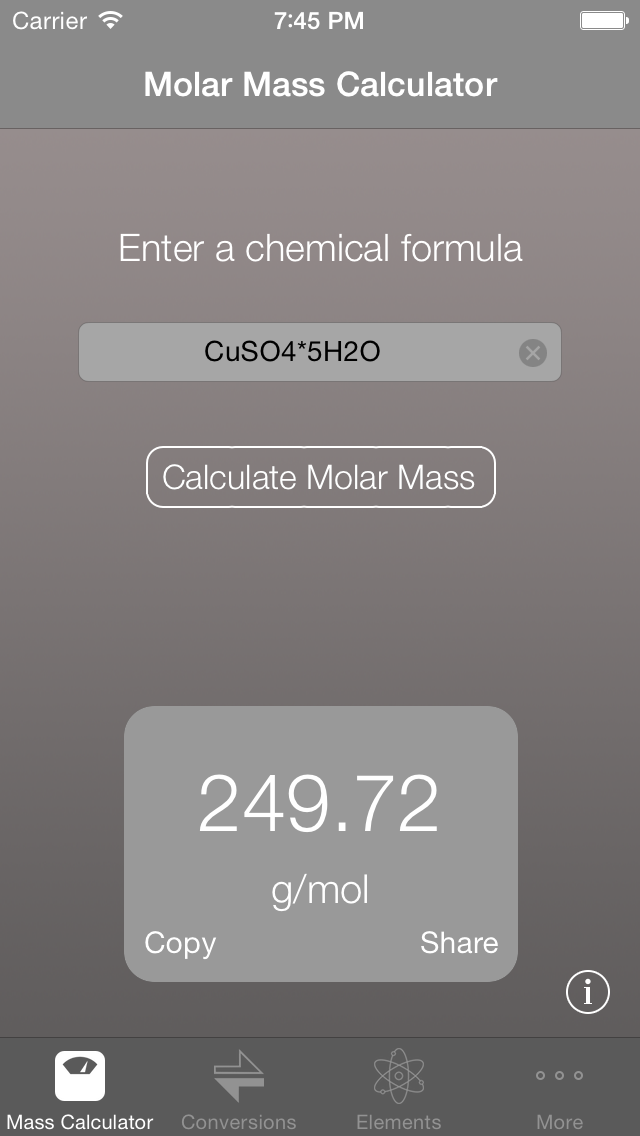 Carrier 7:45 PM
Molar Mass Calculator
Enter a chemical formula
CuSO4*5H2O
Calculate Molar Mass
249.72
g/mol
Copy Share
i
Mass Calculator Conversions Elements More